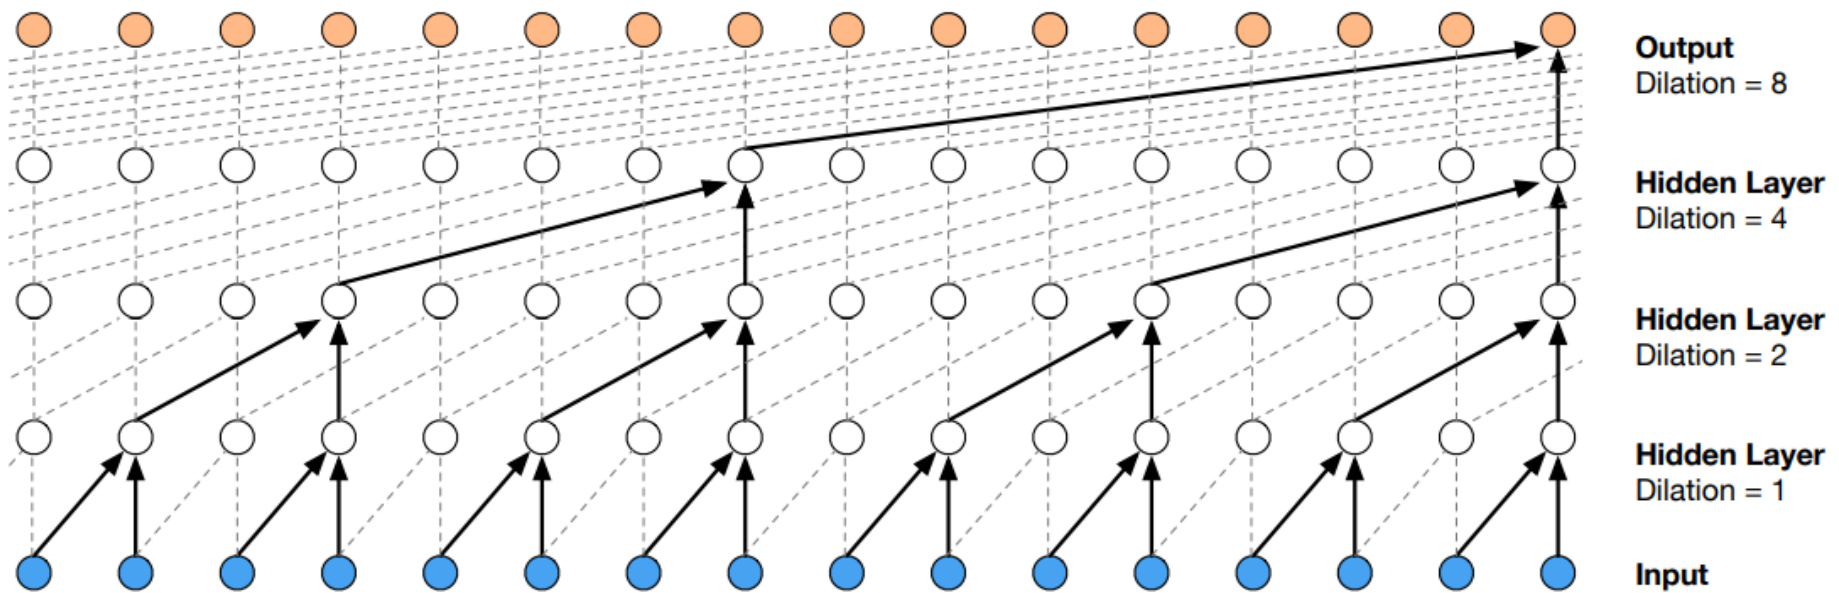 Output
Dilation = 8
Hidden Layer
Dilation = 4
Hidden Layer
Dilation = 2
Hidden Layer
Dilation = 1
Input